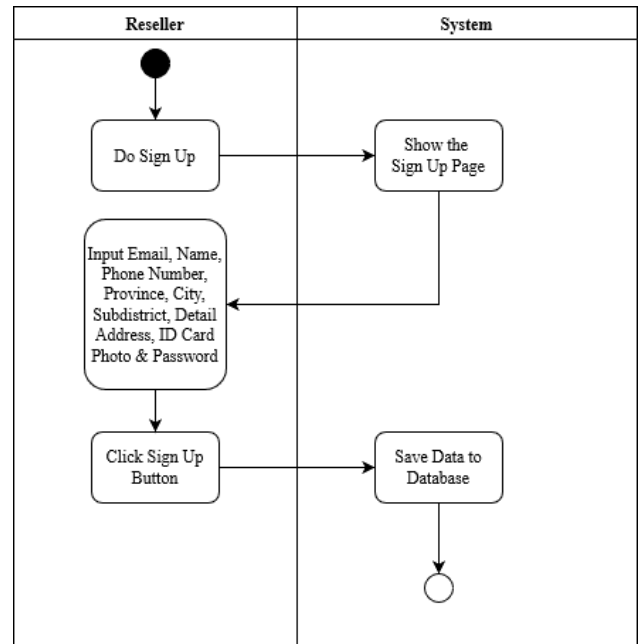 Reseller
System
Do Sign Up
Show the
Sign Up Page
Input Email, Name,
Phone Number,
Province, City,
Subdistrict, Detail
Address, ID Card
Photo & Password
Click Sign Up
Button
Save Data to
Database